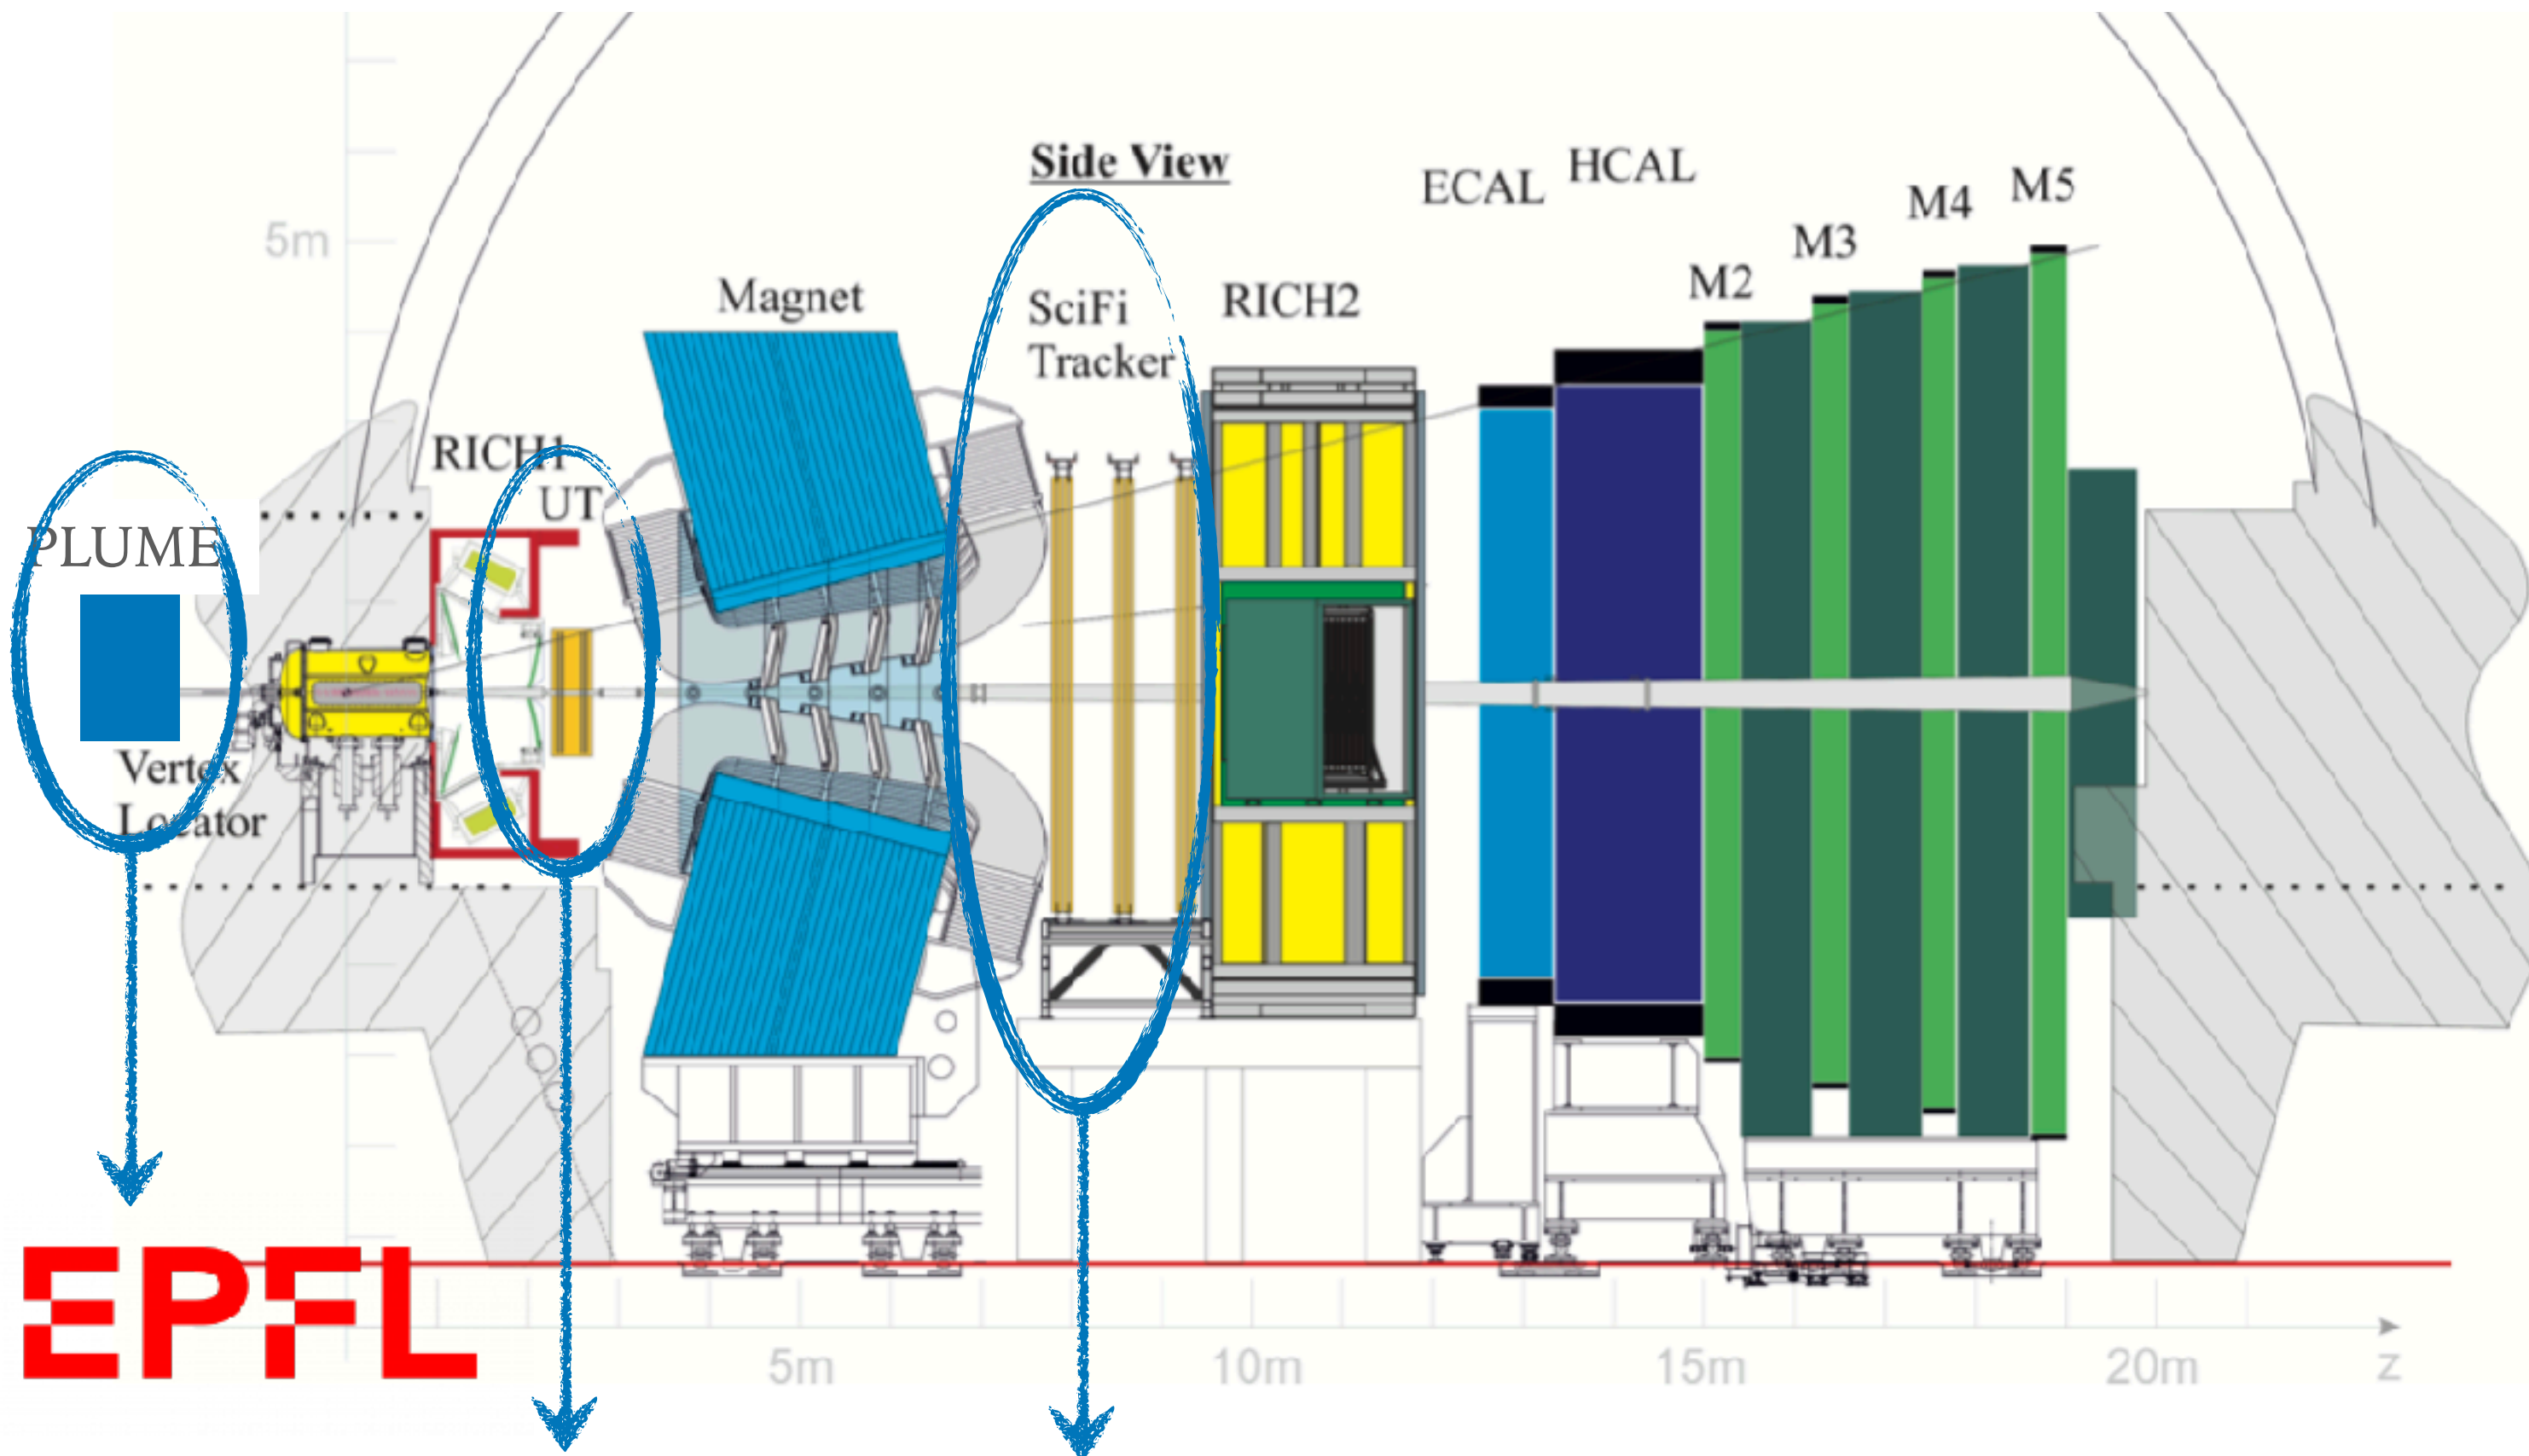 Side View
ECAL
HCAL
M2
M3
M4
M5
5m
Magnet
SciFi
Tracker
RICH2
RICH1
UT
PLUME
Vertex
Locator
EPFL
5m
10m
15m
20m
z